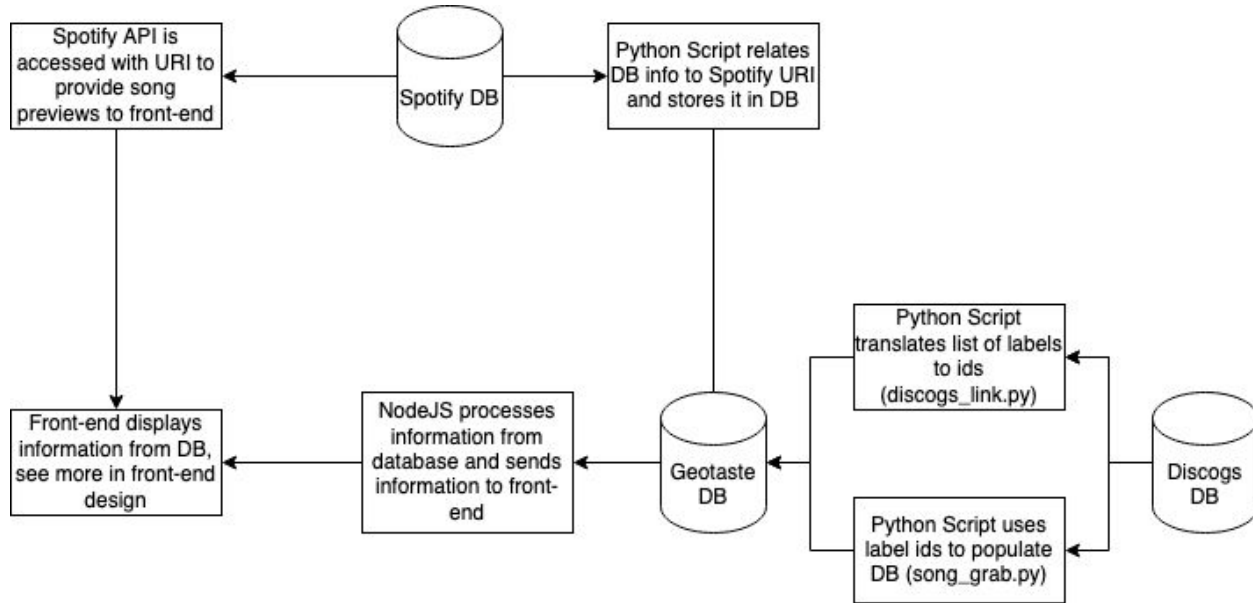 Spotify API is
accessed with URI to
provide song
previews to front-end
Spotify DB
Python Script relates
DB info to Spotify URI
and stores it in DB
Python Script
translates list of labels
to ids
(discogs_link.py)
Front-end displays
information from DB,
see more in front-end
design
NodeJS processes
information from
database and sends
information to front-
end
Geotaste
DB
Discogs
DB
Python Script uses
label ids to populate
DB (song_grab.py)